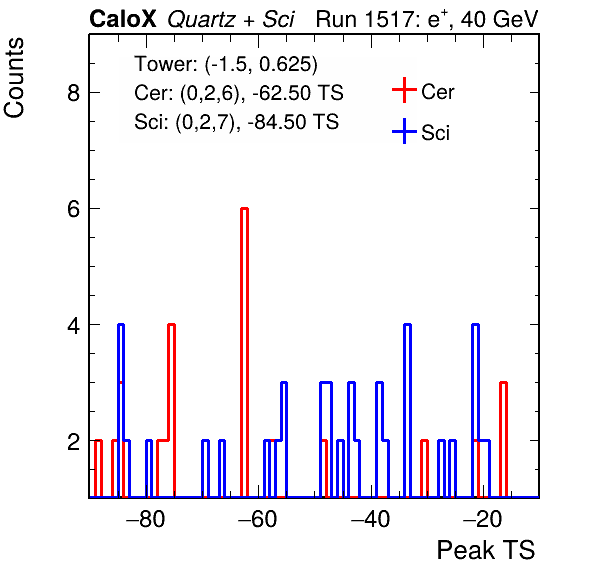 CaloX Quartz + Sci Run 1517: e+, 40 GeV
Counts
Tower: (-1.5, 0.625)
Cer: (0,2,6), -62.50 TS
Sci: (0,2,7), -84.50 TS
Cer
Sci
8
6
4
2
−80 −60 −40 −20
Peak TS